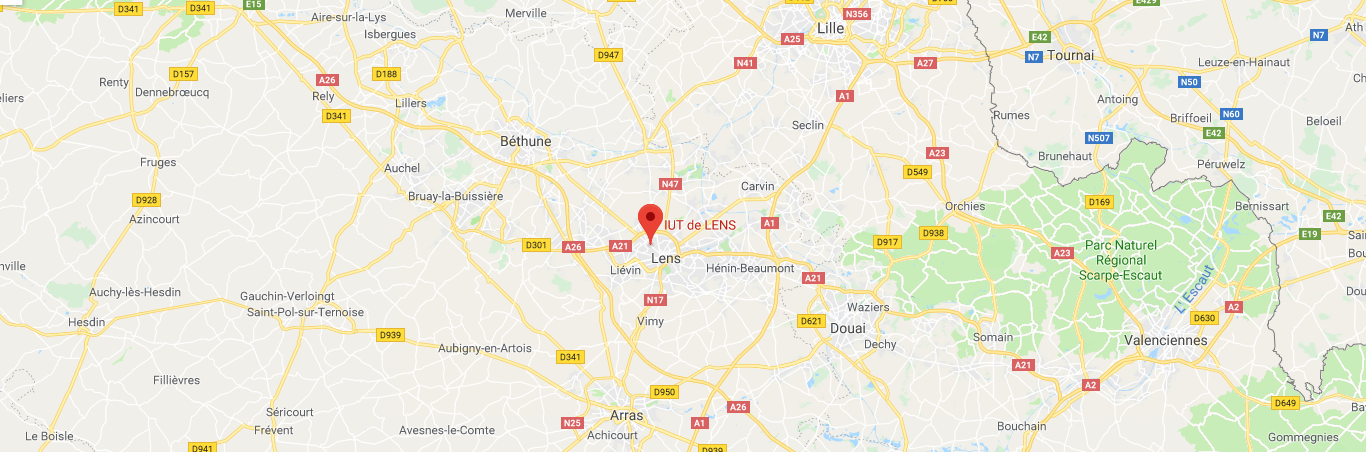 D341
D341
E15
Merville
N356
E429
Aire-sur-la-Lys
Isbergues
Lille
A25
E42
N7
N7
Tournai
Ath
D947
N41
A27
Leuze-en-Hainaut
Renty
D157
Dennebrœucq
A26
D188
Rely
Lillers
D341
A1
N50
Antoing
Rumes
Briffoeil
N60
Beloeil
E42
Seclin
N507
Béthune
A23
Brunehaut
Péruwelz
Fruges
Auchel
D549
D928
Azincourt
Bruay-la-Buissière
N47
Carvin
Orchies
D169
Bernissart
E42
E19
IUT de LENS
A1
D938
D917
D301
A26
A21
Lens
Liévin
Hénin-Beaumont
A21
A23
Parc Naturel
Régional
Scarpe-Escaut
L'Escaut
Auchy-lès-Hesdin
Gauchin-Verloingt
Saint-Pol-sur-Ternoise
Hesdin
N17
Vimy
Waziers
D621
Douai
Dechy
A2
D630
Valenciennes
Somain
D939
Aubigny-en-Artois
D341
A21
Fillièvres
D950
A2
A26
D649
Séricourt
Frévent
Arras
N25
A1
Achicourt
Avesnes-le-Comte
Bouchain
Le Boisle
D941
D939
Gommegnies